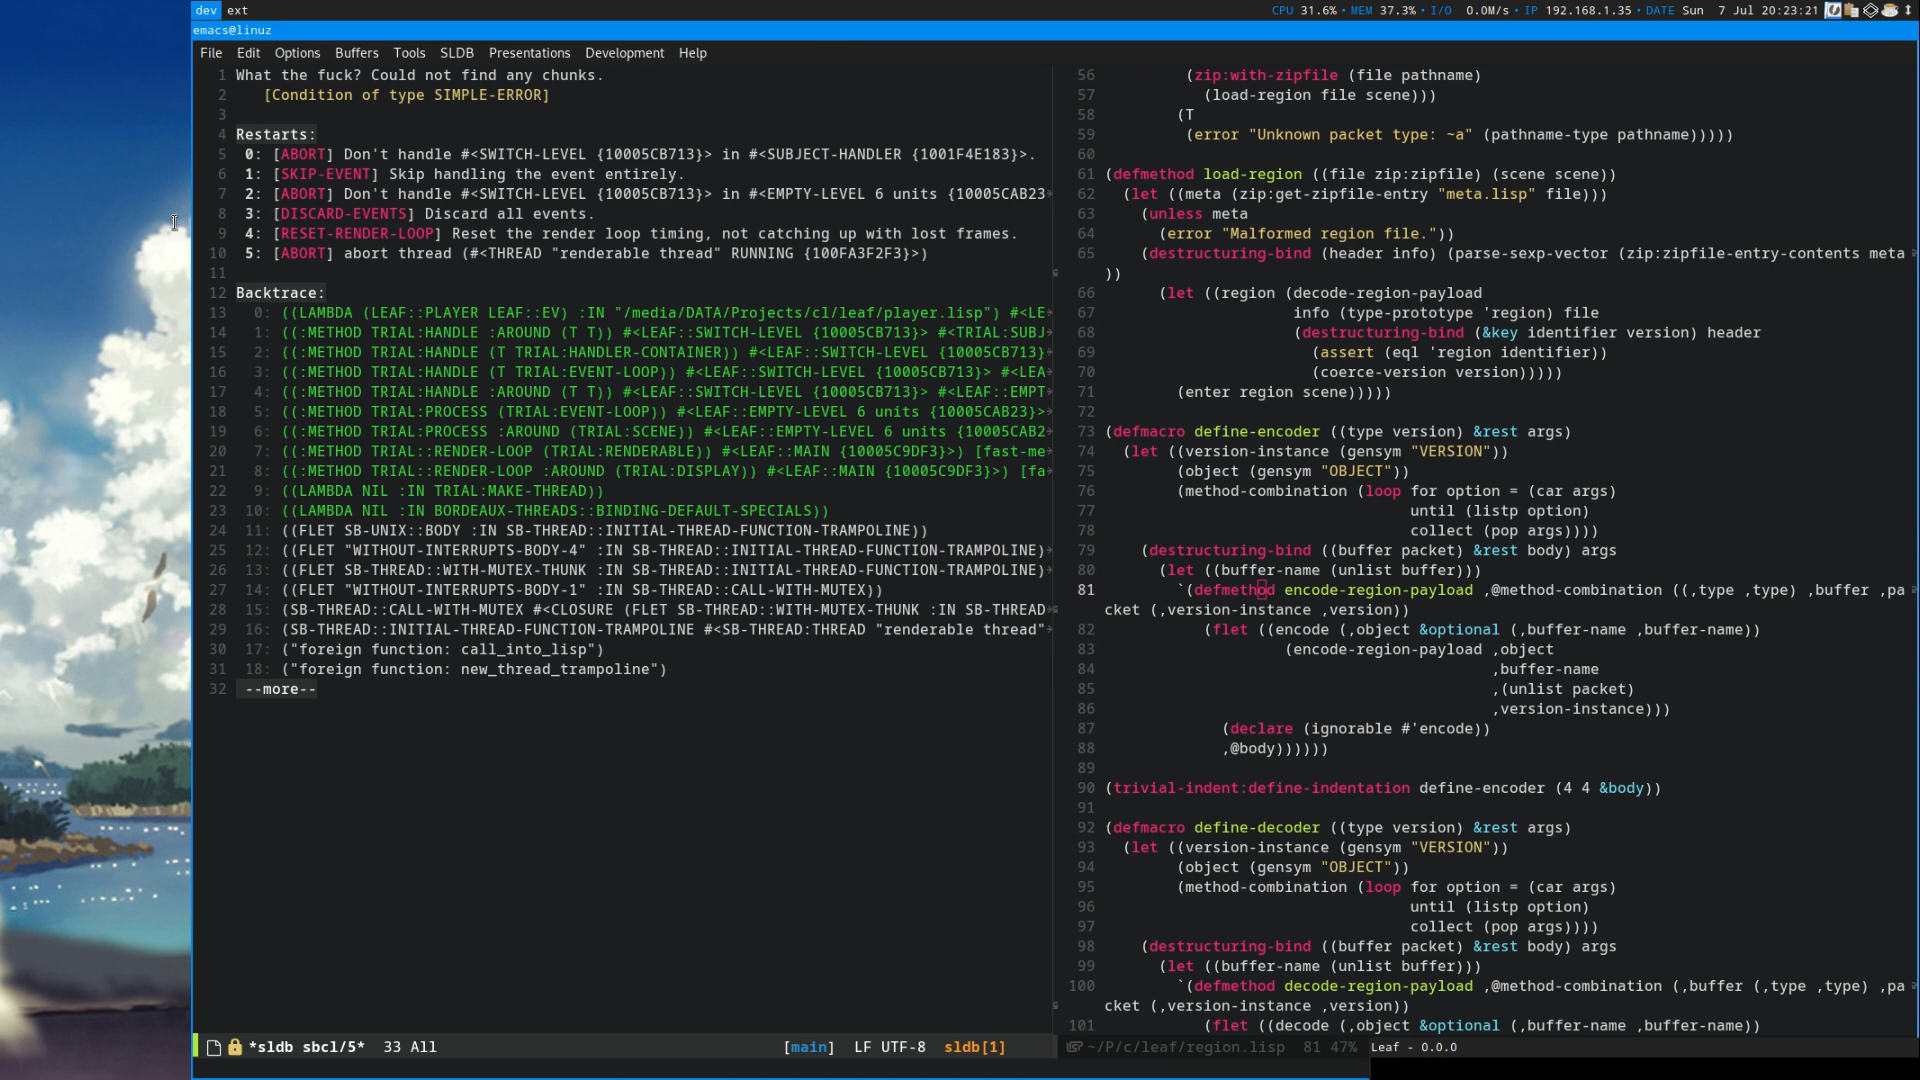 dev ext
CPU 31.6% • MEM 37.3% • I/O 0.0M/s • IP 192.168.1.35 • DATE Sun 7 Jul 20:23:21
emacs@linuz
File Edit Options Buffers Tools SLDB Presentations Development Help
1 What the fuck? Could not find any chunks.
2 [Condition of type SIMPLE-ERROR]
3
4 Restarts:
5 0: [ABORT] Don't handle #<SWITCH-LEVEL {10005CB713}> in #<SUBJECT-HANDLER {1001F4E183}>.
6 1: [SKIP-EVENT] Skip handling the event entirely.
7 2: [ABORT] Don't handle #<SWITCH-LEVEL {10005CB713}> in #<EMPTY-LEVEL 6 units {10005CAB23
8 3: [DISCARD-EVENTS] Discard all events.
9 4: [RESET-RENDER-LOOP] Reset the render loop timing, not catching up with lost frames.
10 5: [ABORT] abort thread (#<THREAD "renderable thread" RUNNING {100FA3F2F3}>)
11
12 Backtrace:
13 0: ((LAMBDA (LEAF::PLAYER LEAF::EV) :IN "/media/DATA/Projects/cl/leaf/player.lisp") #<LE
14 1: ((:METHOD TRIAL:HANDLE :AROUND (T T)) #<LEAF::SWITCH-LEVEL {10005CB713}> #<TRIAL:SUBJ
15 2: ((:METHOD TRIAL:HANDLE (T TRIAL:HANDLER-CONTAINER)) #<LEAF::SWITCH-LEVEL {10005CB713}
16 3: ((:METHOD TRIAL:HANDLE (T TRIAL:EVENT-LOOP)) #<LEAF::SWITCH-LEVEL {10005CB713}> #<LEA
17 4: ((:METHOD TRIAL:HANDLE :AROUND (T T)) #<LEAF::SWITCH-LEVEL {10005CB713}> #<LEAF::EMPT
18 5: ((:METHOD TRIAL:PROCESS (TRIAL:EVENT-LOOP)) #<LEAF::EMPTY-LEVEL 6 units {10005CAB23}>
19 6: ((:METHOD TRIAL:PROCESS :AROUND (TRIAL:SCENE)) #<LEAF::EMPTY-LEVEL 6 units {10005CAB2
20 7: ((:METHOD TRIAL::RENDER-LOOP (TRIAL:RENDERABLE)) #<LEAF::MAIN {10005C9DF3}>) [fast-me
21 8: ((:METHOD TRIAL::RENDER-LOOP :AROUND (TRIAL:DISPLAY)) #<LEAF::MAIN {10005C9DF3}>) [fa
22 9: ((LAMBDA NIL :IN TRIAL:MAKE-THREAD))
23 10: ((LAMBDA NIL :IN BORDEAUX-THREADS::BINDING-DEFAULT-SPECIALS))
24 11: ((FLET SB-UNIX::BODY :IN SB-THREAD::INITIAL-THREAD-FUNCTION-TRAMPOLINE))
25 12: ((FLET "WITHOUT-INTERRUPTS-BODY-4" :IN SB-THREAD::INITIAL-THREAD-FUNCTION-TRAMPOLINE)
26 13: ((FLET SB-THREAD::WITH-MUTEX-THUNK :IN SB-THREAD::INITIAL-THREAD-FUNCTION-TRAMPOLINE)
27 14: ((FLET "WITHOUT-INTERRUPTS-BODY-1" :IN SB-THREAD::CALL-WITH-MUTEX))
28 15: (SB-THREAD::CALL-WITH-MUTEX #<CLOSURE (FLET SB-THREAD::WITH-MUTEX-THUNK :IN SB-THREAD
29 16: (SB-THREAD::INITIAL-THREAD-FUNCTION-TRAMPOLINE #<SB-THREAD:THREAD "renderable thread"
30 17: ("foreign function: call_into_lisp")
31 18: ("foreign function: new_thread_trampoline")
32 --more--
*sldb sbcl/5* 33 All [main] LF UTF-8 sldb[1]
56 (zip:with-zipfile (file pathname)
57 (load-region file scene)))
58 (T
59 (error "Unknown packet type: ~a" (pathname-type pathname)))))
60
61 (defmethod load-region ((file zip:zipfile) (scene scene))
62 (let ((meta (zip:get-zipfile-entry "meta.lisp" file)))
63 (unless meta
64 (error "Malformed region file."))
65 (destructuring-bind (header info) (parse-sexp-vector (zip:zipfile-entry-contents meta
))
66 (let ((region (decode-region-payload
67 info (type-prototype 'region) file
68 (destructuring-bind (&key identifier version) header
69 (assert (eql 'region identifier))
70 (coerce-version version)))))
71 (enter region scene)))))
72
73 (defmacro define-encoder ((type version) &rest args)
74 (let ((version-instance (gensym "VERSION"))
75 (object (gensym "OBJECT"))
76 (method-combination (loop for option = (car args)
77 until (listp option)
78 collect (pop args))))
79 (destructuring-bind ((buffer packet) &rest body) args
80 (let ((buffer-name (unlist buffer)))
81 `(defmethod encode-region-payload ,@method-combination ((,type ,type) ,buffer ,pa
cket (,version-instance ,version))
82 (flet ((encode (,object &optional (,buffer-name ,buffer-name))
83 (encode-region-payload ,object
84 ,buffer-name
85 ,(unlist packet)
86 ,version-instance)))
87 (declare (ignorable #'encode))
88 ,@body))))))
89
90 (trivial-indent:define-indentation define-encoder (4 4 &body))
91
92 (defmacro define-decoder ((type version) &rest args)
93 (let ((version-instance (gensym "VERSION"))
94 (object (gensym "OBJECT"))
95 (method-combination (loop for option = (car args)
96 until (listp option)
97 collect (pop args))))
98 (destructuring-bind ((buffer packet) &rest body) args
99 (let ((buffer-name (unlist buffer)))
100 `(defmethod decode-region-payload ,@method-combination (,buffer (,type ,type) ,pa
cket (,version-instance ,version))
101 (flet ((decode (,object &optional (,buffer-name ,buffer-name))
~/P/c/leaf/region.lisp 81 47%
Leaf - 0.0.0